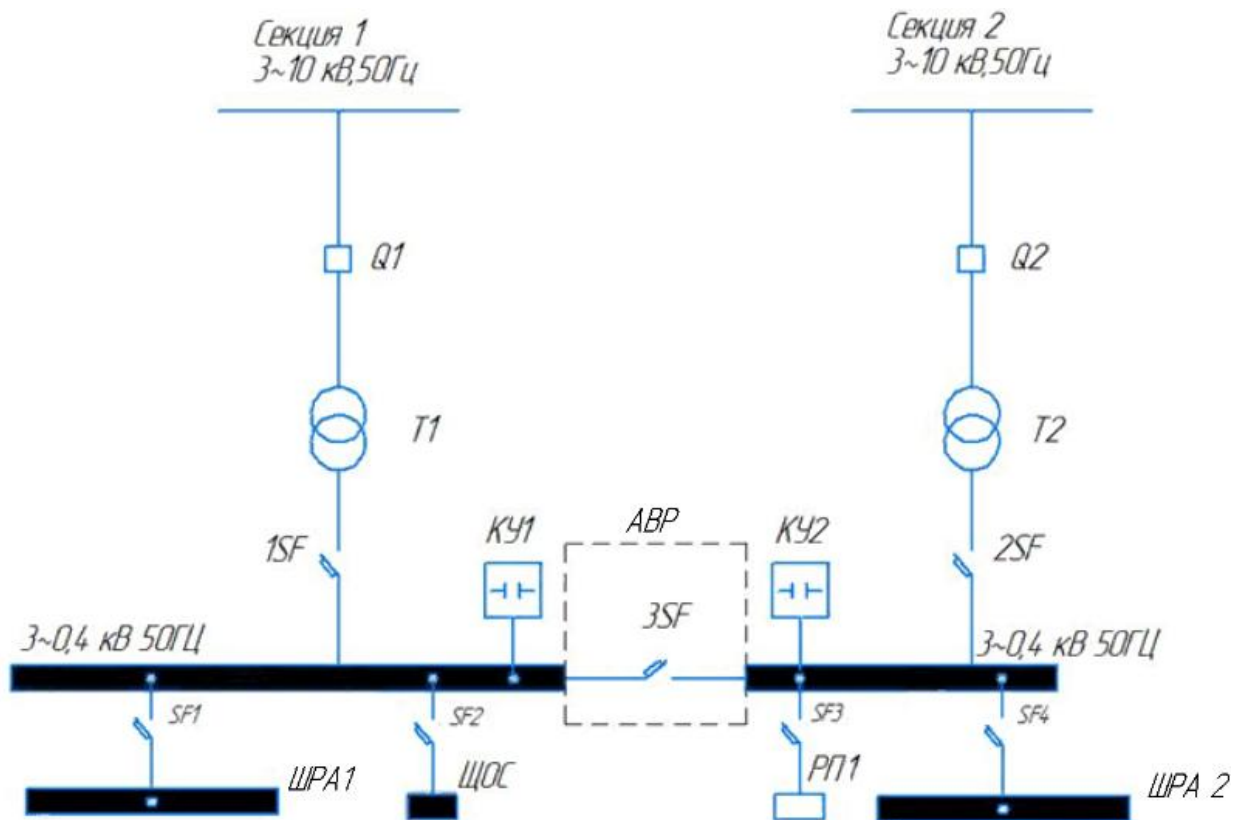 Секция 1
3~10 кВ,50Гц
Секция 2
3~10 кВ,50Гц
Q1
Q2
Т1
Т2
1SF
КУ1
АВР
КУ2
2SF
3SF
3~0,4 кВ 50ГЦ
3~0,4 кВ 50ГЦ
SF1
SF2
SF3
SF4
ШРА1
ЩОС
РП1
ШРА 2